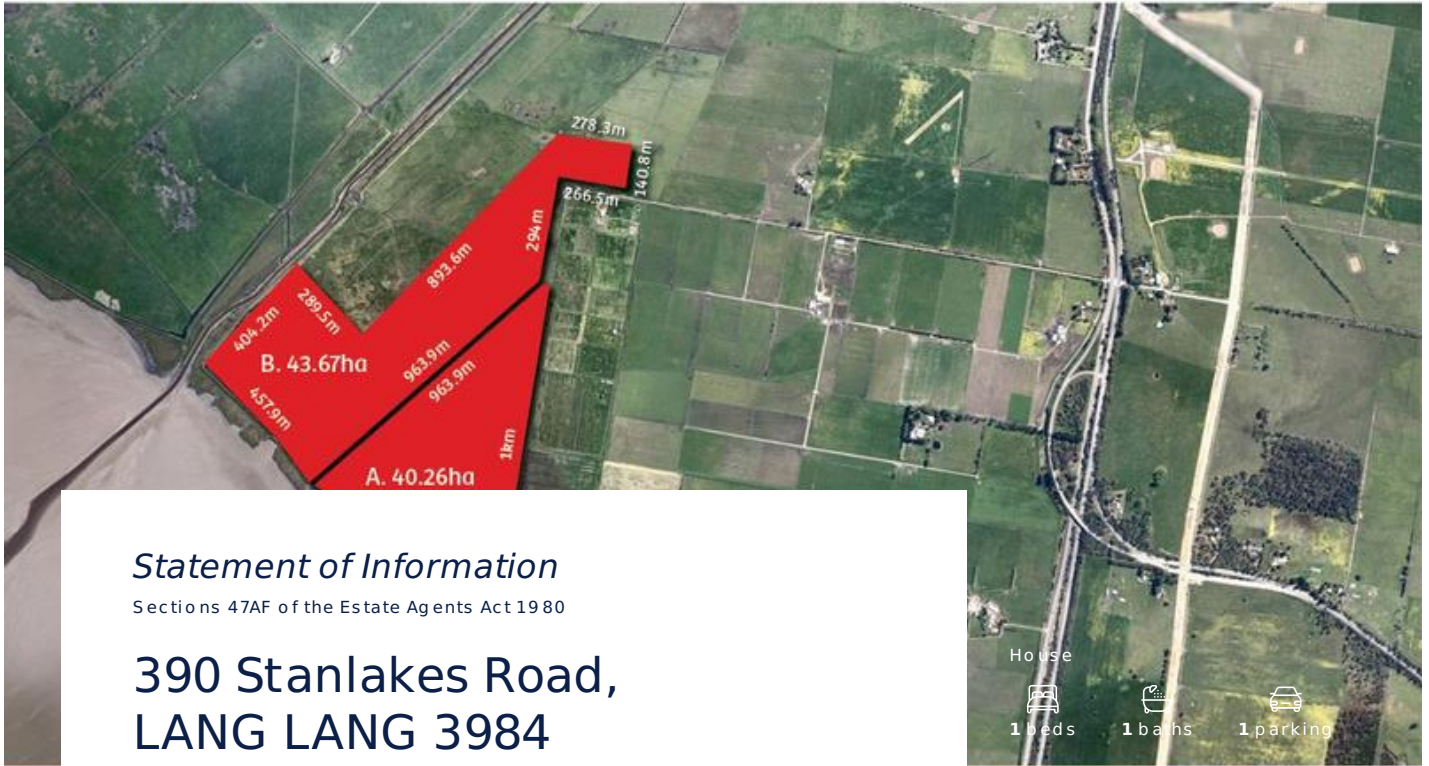 278.3m
140.8m
266.5m
294m
893.6m
289.5m
404.2m
B. 43.67ha
963.9m
963.9m
457.9m
1km
A. 40.26ha
Statement of Information
Sections 47AF of the Estate Agents Act 1980
390 Stanlakes Road,
LANG LANG 3984
House
1 beds 1 baths 1 parking